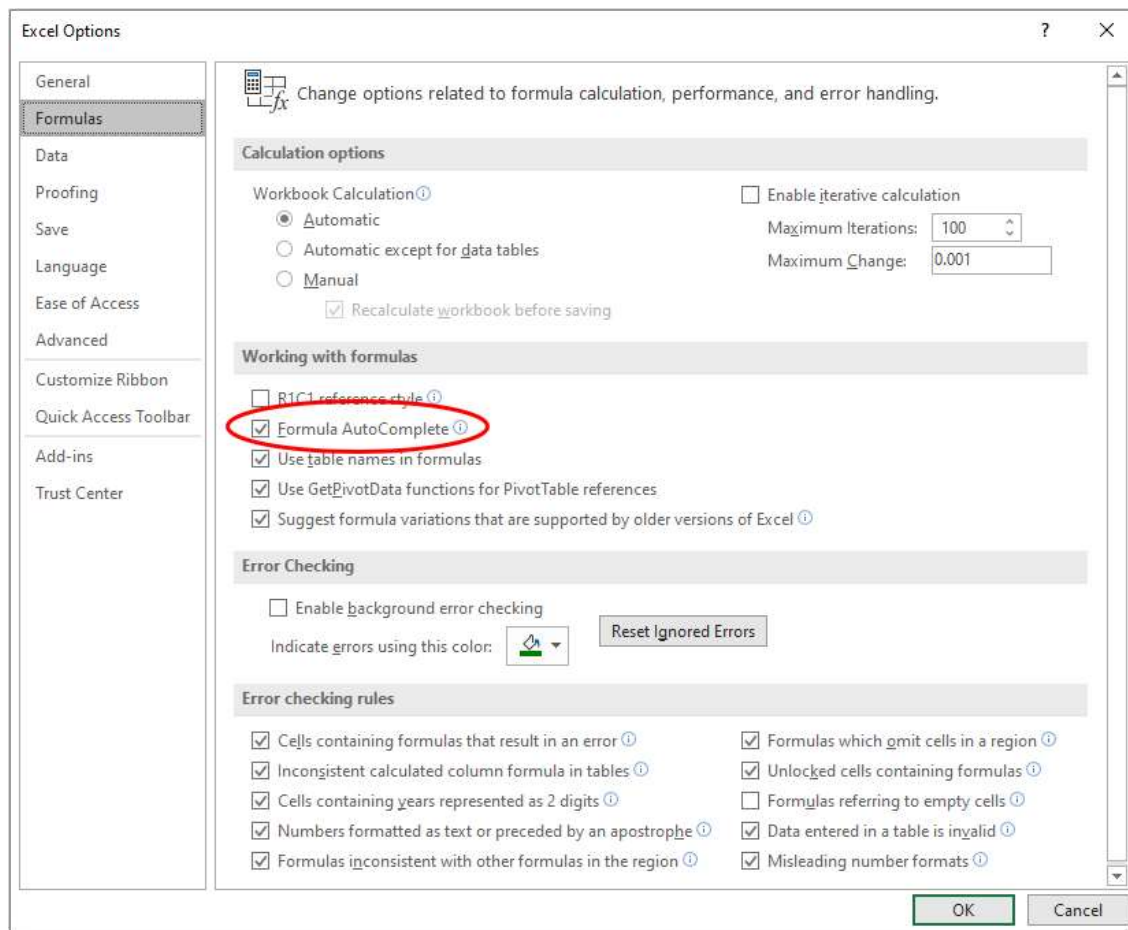 Excel Options
?
General
Formulas
Data
Proofing
Save
Language
Ease of Access
Advanced
Customize Ribbon
Quick Access Toolbar
Add-ins
Trust Center
fx
Change options related to formula calculation, performance, and error handling.
Calculation options
Workbook Calculation
Automatic
Automatic except for data tables
Manual
Recalculate workbook before saving
Enable iterative calculation
Maximum Iterations: 100
Maximum Change: 0.001
Working with formulas
R1C1 reference style
Formula AutoComplete
Use table names in formulas
Use GetPivotData functions for PivotTable references
Suggest formula variations that are supported by older versions of Excel
Error Checking
Enable background error checking
Indicate errors using this color:
Reset Ignored Errors
Error checking rules
Cells containing formulas that result in an error
Inconsistent calculated column formula in tables
Cells containing years represented as 2 digits
Numbers formatted as text or preceded by an apostrophe
Formulas inconsistent with other formulas in the region
Formulas which omit cells in a region
Unlocked cells containing formulas
Formulas referring to empty cells
Data entered in a table is invalid
Misleading number formats
OK
Cancel